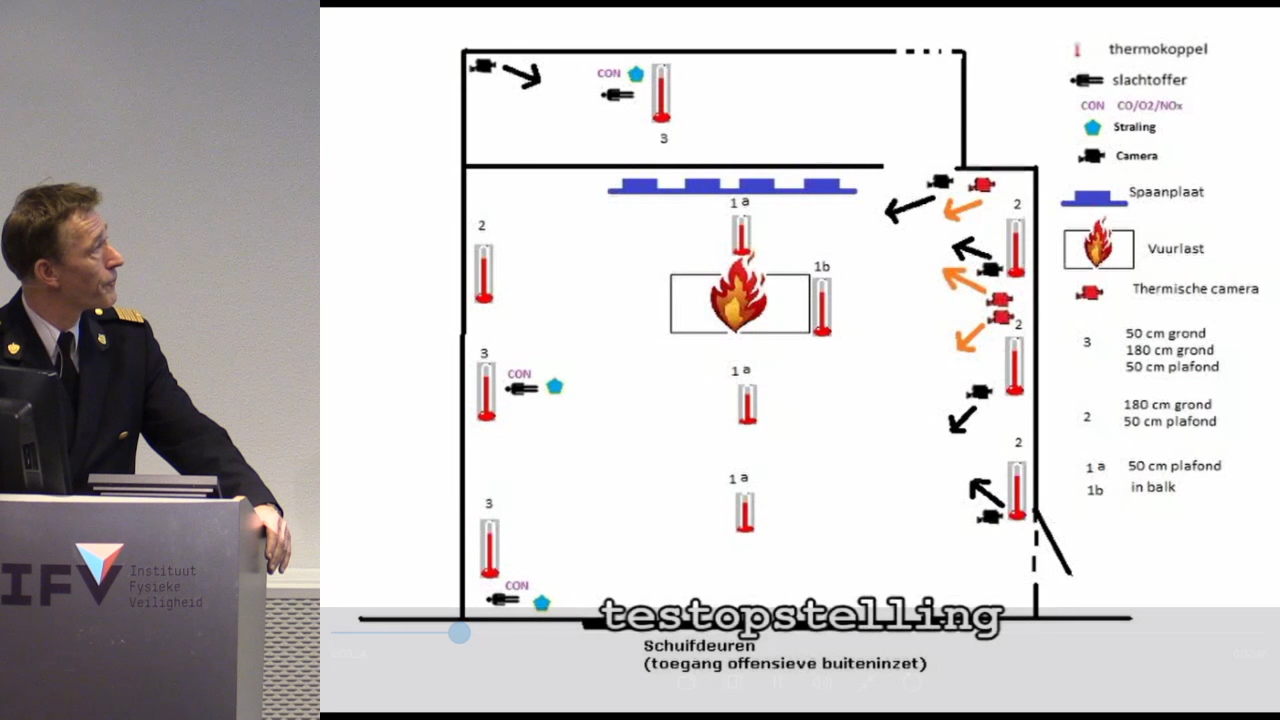 thermokoppel
slachtoffer
CON CO/O2/NOx
Straling
Camera
Spaanplaat
Vuurlast
Thermische camera
3
50 cm grond
180 cm grond
50 cm plafond
2
180 cm grond
50 cm plafond
1 a 50 cm plafond
1b in balk
CON
3
1 a
2
2
1b
2
3
CON
1 a
2
1 a
3
CON
testopstelling
Schuifdeuren
(toegang offensieve buiteninzet)
IFV
Instituut
Fysieke
Veiligheid